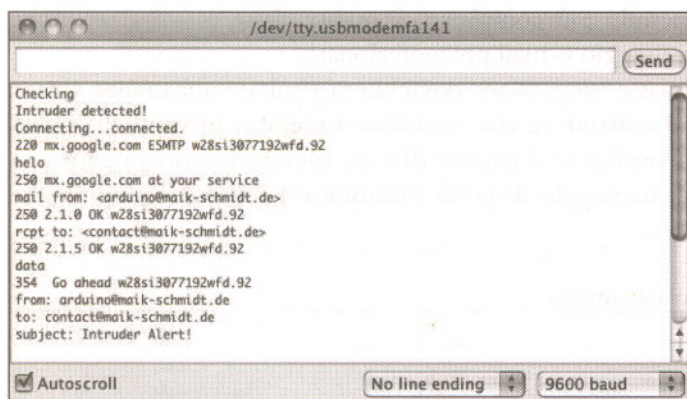 /dev/tty.usbmodemfa141
Send
Checking
Intruder detected!
Connecting...connected.
220 mx.google.com ESMTP w28si3077192wfd.92
helo
250 mx.google.com at your service
mail from: <arduino@maik-schmidt.de>
250 2.1.0 OK w28si3077192wfd.92
rcpt to: <contact@maik-schmidt.de>
250 2.1.5 OK w28si3077192wfd.92
data
354  Go ahead w28si3077192wfd.92
from: arduino@maik-schmidt.de
to: contact@maik-schmidt.de
subject: Intruder Alert!
Autoscroll
No line ending
9600 baud